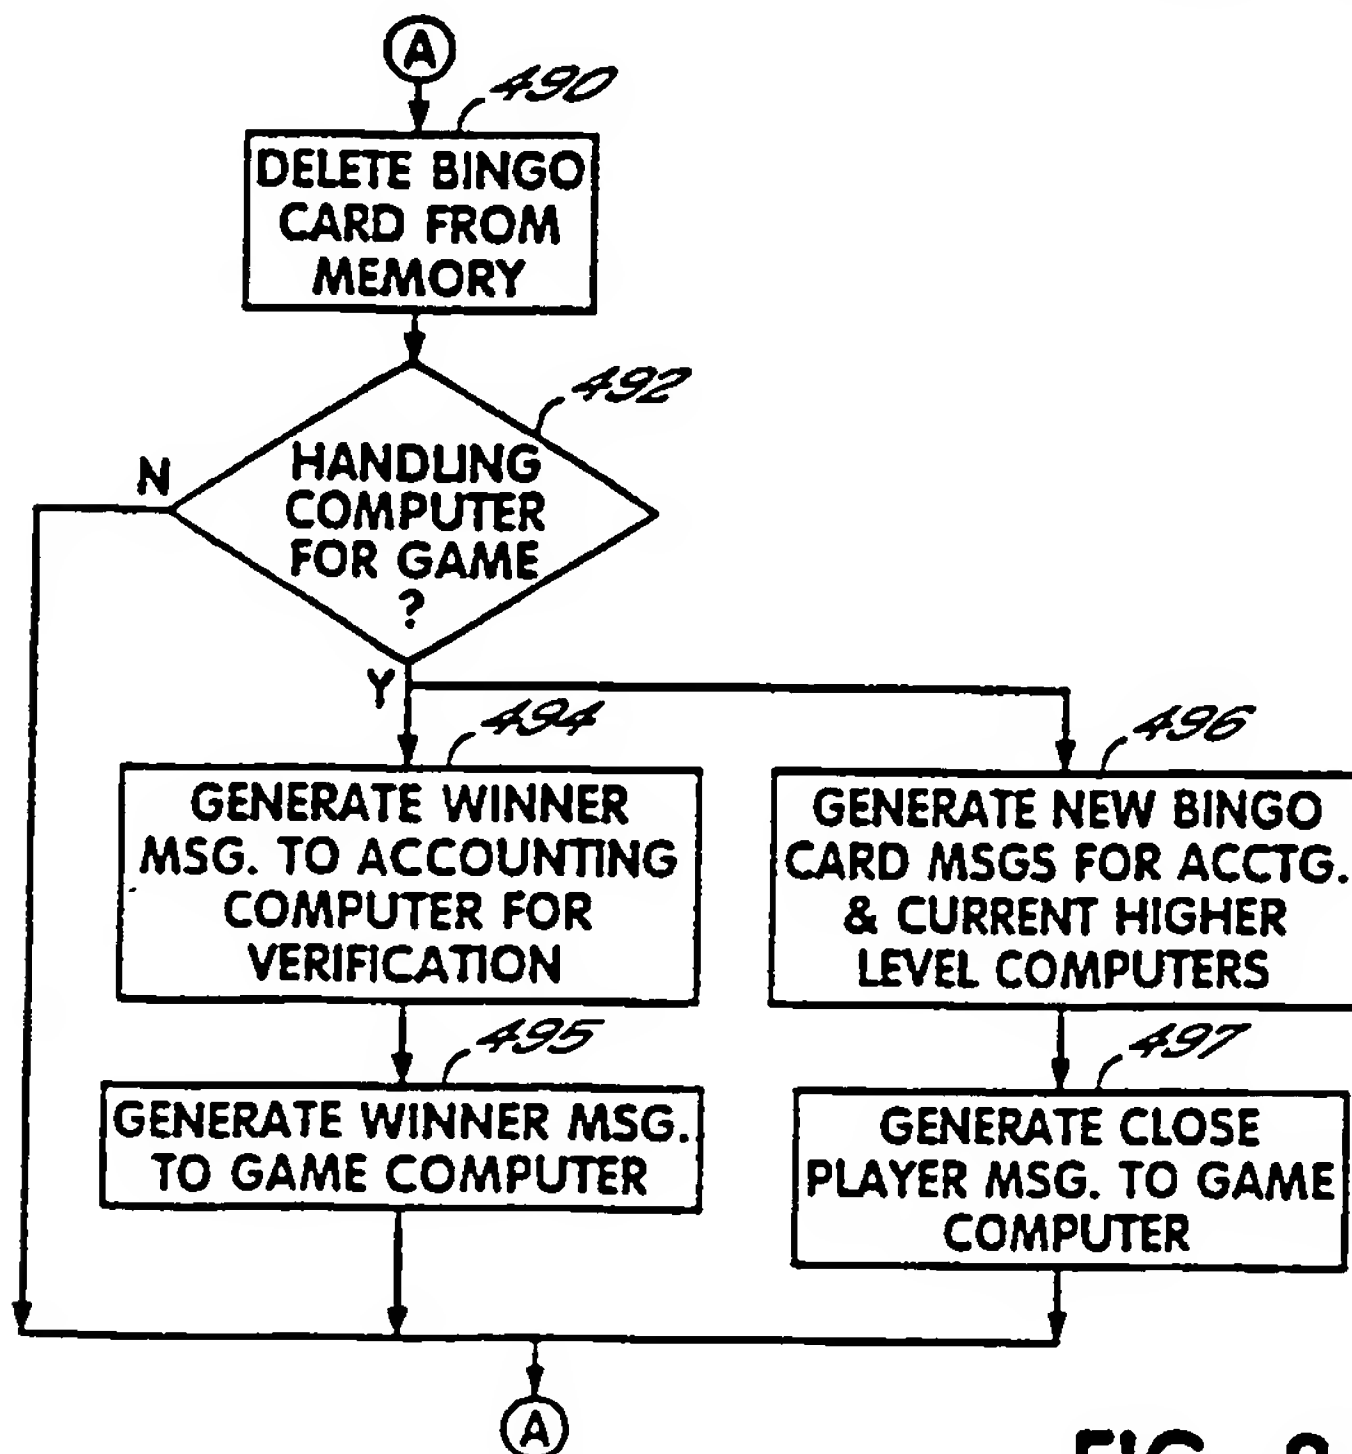 A
490
DELETE BINGO
CARD FROM
MEMORY
492
HANDLING
COMPUTER
FOR GAME
?
N
Y
494
GENERATE WINNER
MSG. TO ACCOUNTING
COMPUTER FOR
VERIFICATION
496
GENERATE NEW BINGO
CARD MSGS FOR ACCTG.
& CURRENT HIGHER
LEVEL COMPUTERS
495
GENERATE WINNER MSG.
TO GAME COMPUTER
497
GENERATE CLOSE
PLAYER MSG. TO GAME
COMPUTER
A
FIG.